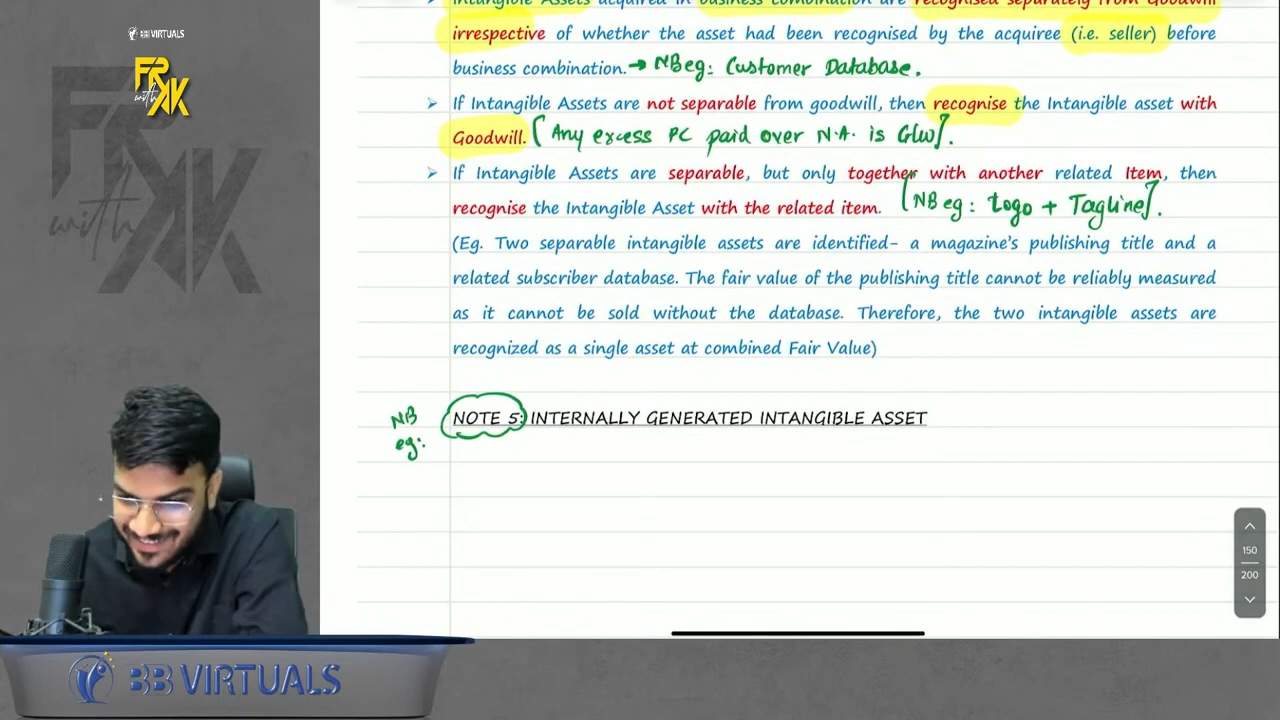 BB VIRTUALS
FR
with
AK
Intangible Assets acquired in business combination are recognised separately from Goodwill
irrespective of whether the asset had been recognised by the acquiree (i.e. seller) before
business combination. → NB eg: Customer Database.
➢ If Intangible Assets are not separable from goodwill, then recognise the Intangible asset with
Goodwill. [Any excess PC paid over N.A. is G/w].
➢ If Intangible Assets are separable, but only together with another related Item, then
recognise the Intangible Asset with the related item. [NB eg: logo + Tagline].
(Eg. Two separable intangible assets are identified- a magazine's publishing title and a
related subscriber database. The fair value of the publishing title cannot be reliably measured
as it cannot be sold without the database. Therefore, the two intangible assets are
recognized as a single asset at combined Fair Value)
NB
eg:
NOTE 5: INTERNALLY GENERATED INTANGIBLE ASSET
150
200
BB VIRTUALS